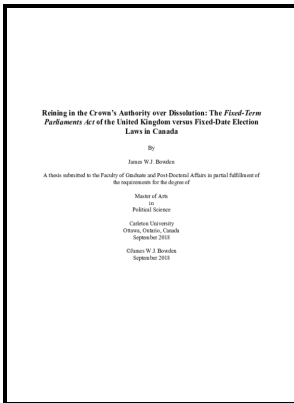 Reining in the Crown's Authority over Dissolution: The Fixed-Term
Parliaments Act of the United Kingdom versus Fixed-Date Election
Laws in Canada
By
James W.J. Bowden
A thesis submitted to the Faculty of Graduate and Post-Doctoral Affairs in partial fulfillment of
the requirements for the degree of
Master of Arts
in
Political Science
Carleton University
Ottawa, Ontario, Canada
September 2018
©James W.J. Bowden
September 2018